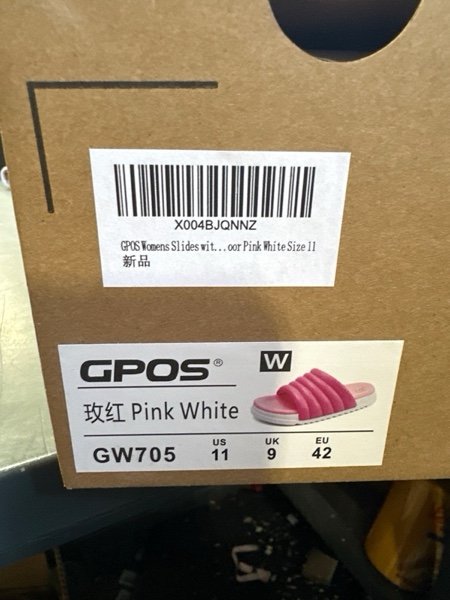 X004BJQNNZ
GPOS Womens Slides wit...oor Pink White Size 11
新品
GPOS®
W
玫红 Pink White
GW705
US
11
UK
9
EU
42